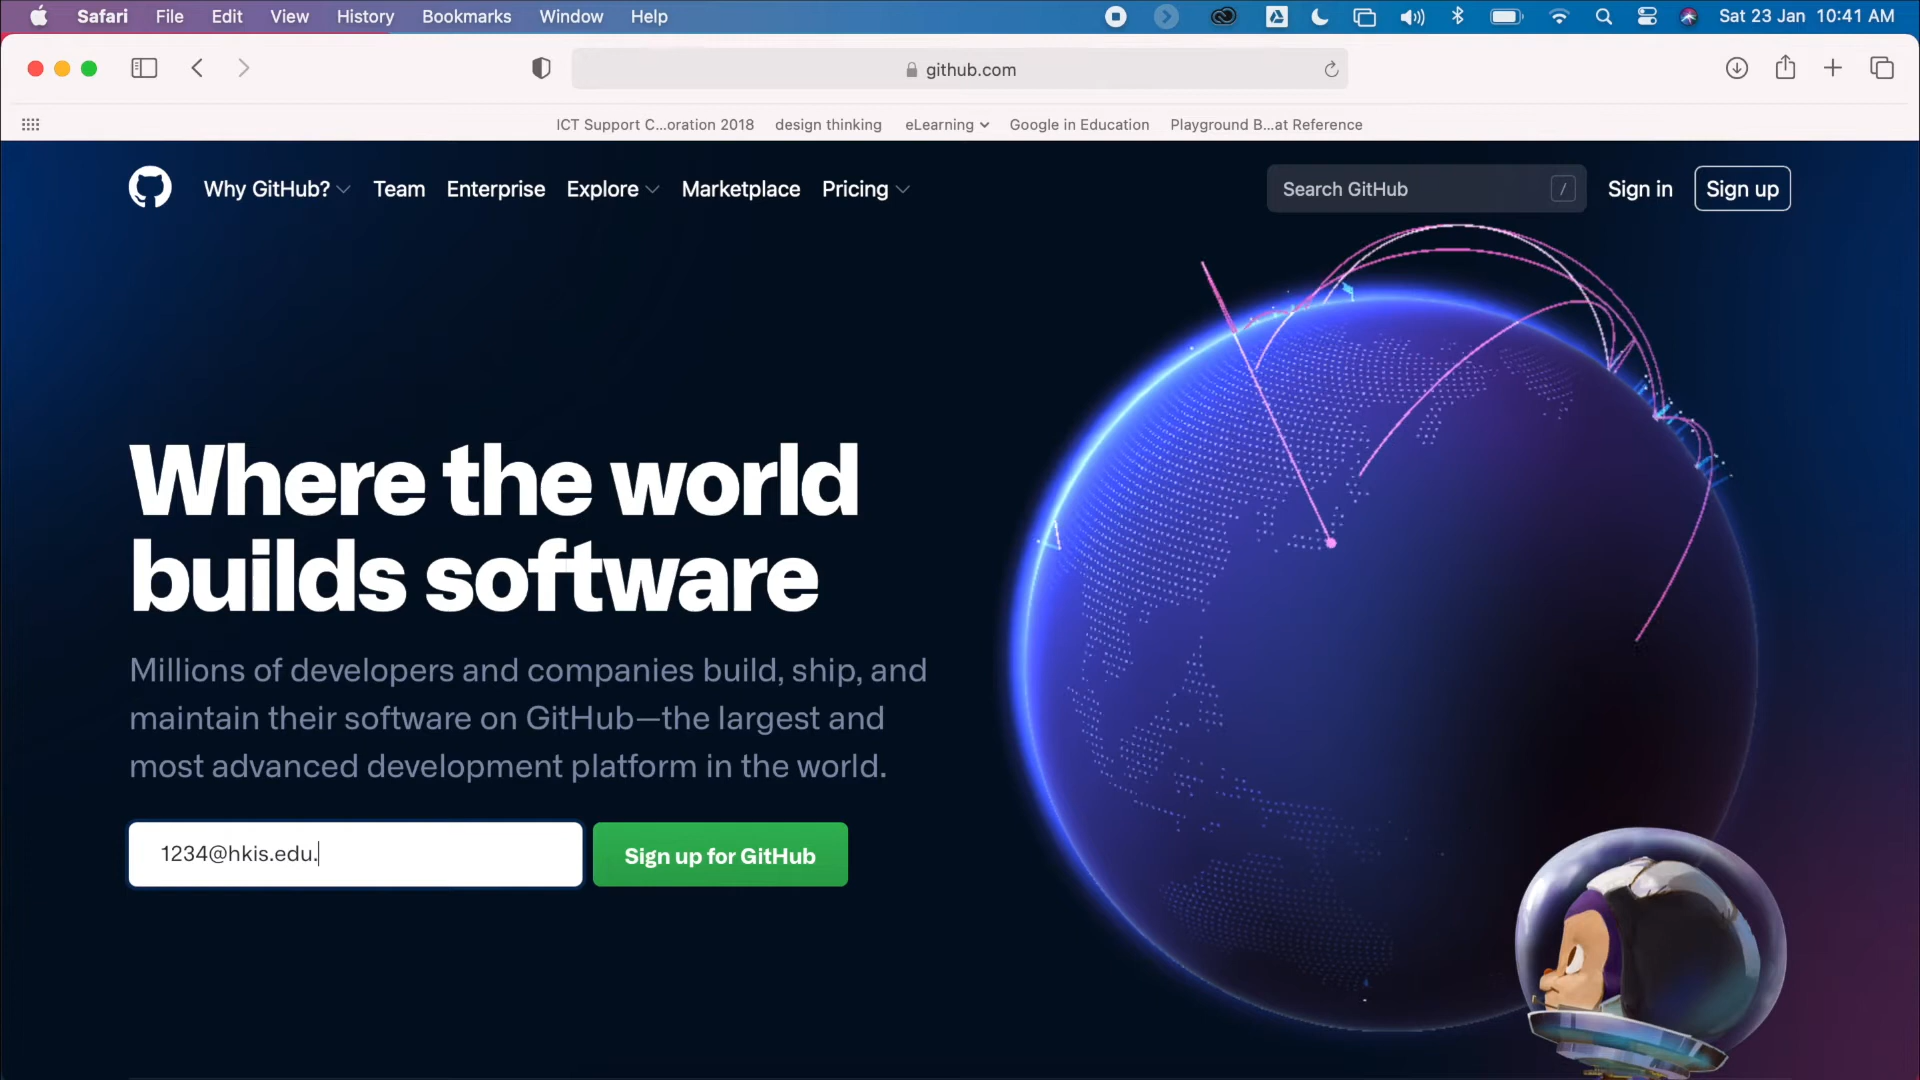 Safari File Edit View History Bookmarks Window Help Sat 23 Jan 10:41 AM
github.com
ICT Support C...oration 2018 design thinking eLearning Google in Education Playground B...at Reference
Why GitHub? Team Enterprise Explore Marketplace Pricing Search GitHub / Sign in Sign up
Where the world
builds software
Millions of developers and companies build, ship, and
maintain their software on GitHub—the largest and
most advanced development platform in the world.
1234@hkis.edu. Sign up for GitHub